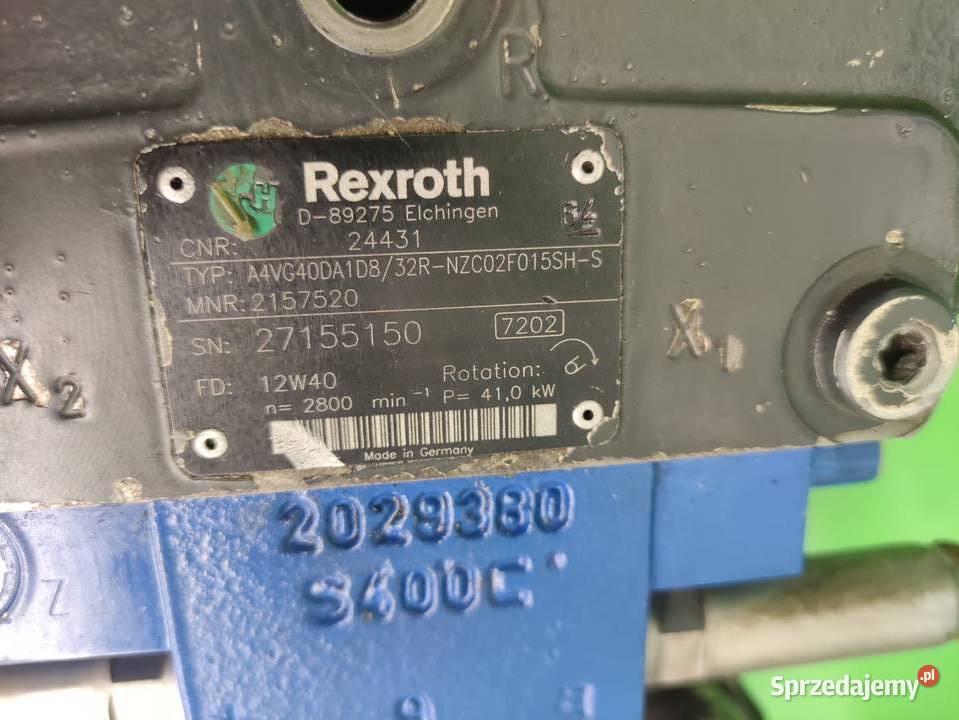 R
Rexroth
D-89275 Elchingen
64
CNR: 24431
TYP: A4VG40DA1D8/32R-NZC02F015SH-S
MNR: 2157520
SN: 27155150 7202
FD: 12W40 Rotation:
n= 2800 min⁻¹ P= 41,0 kW
Made in Germany
X1
X2
2029380
S400C
Z
Sprzedajemy.pl